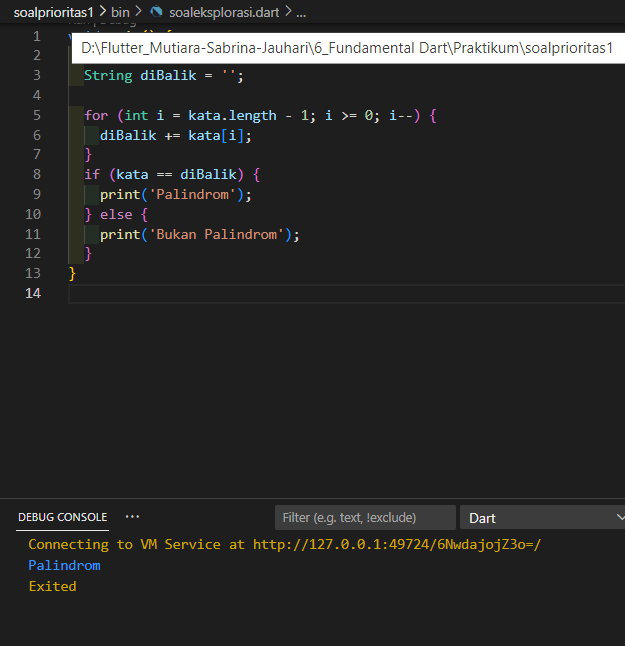 soalprioritas1 > bin > soaleksplorasi.dart > ...
1
D:\Flutter_Mutiara-Sabrina-Jauhari\6_Fundamental Dart\Praktikum\soalprioritas1
2
3 String diBalik = '';
4
5 for (int i = kata.length - 1; i >= 0; i--) {
6 diBalik += kata[i];
7 }
8 if (kata == diBalik) {
9 print('Palindrom');
10 } else {
11 print('Bukan Palindrom');
12 }
13 }
14
DEBUG CONSOLE ... Filter (e.g. text, !exclude) Dart
Connecting to VM Service at http://127.0.0.1:49724/6NwdajojZ3o=/
Palindrom
Exited